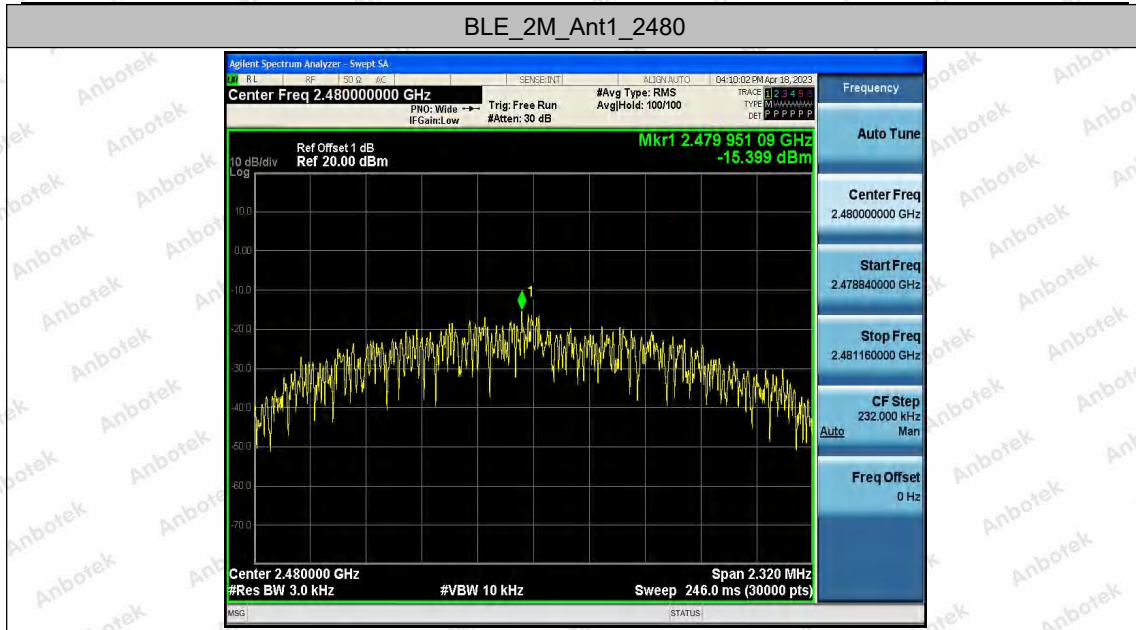 BLE_2M_Ant1_2480
Agilent Spectrum Analyzer - Swept SA
RL RF 50 Ω AC SENSE:INT ALIGN AUTO 04:10:02 PM Apr 18, 2023
Center Freq 2.480000000 GHz
PNO: Wide
IFGain:Low
Trig: Free Run
#Atten: 30 dB
#Avg Type: RMS
Avg|Hold: 100/100
TRACE 1 2 3 4 5 6
TYPE M
DET P P P P P P
Ref Offset 1 dB
10 dB/div Ref 20.00 dBm
Log
Mkr1 2.479 951 09 GHz
-15.399 dBm
10.0
0.00
-10.0
-20.0
-30.0
-40.0
-50.0
-60.0
-70.0
1
Center 2.480000 GHz Span 2.320 MHz
#Res BW 3.0 kHz #VBW 10 kHz Sweep 246.0 ms (30000 pts)
MSG STATUS
Frequency
Auto Tune
Center Freq
2.480000000 GHz
Start Freq
2.478840000 GHz
Stop Freq
2.481160000 GHz
CF Step
232.000 kHz
Auto Man
Freq Offset
0 Hz
Anbotek